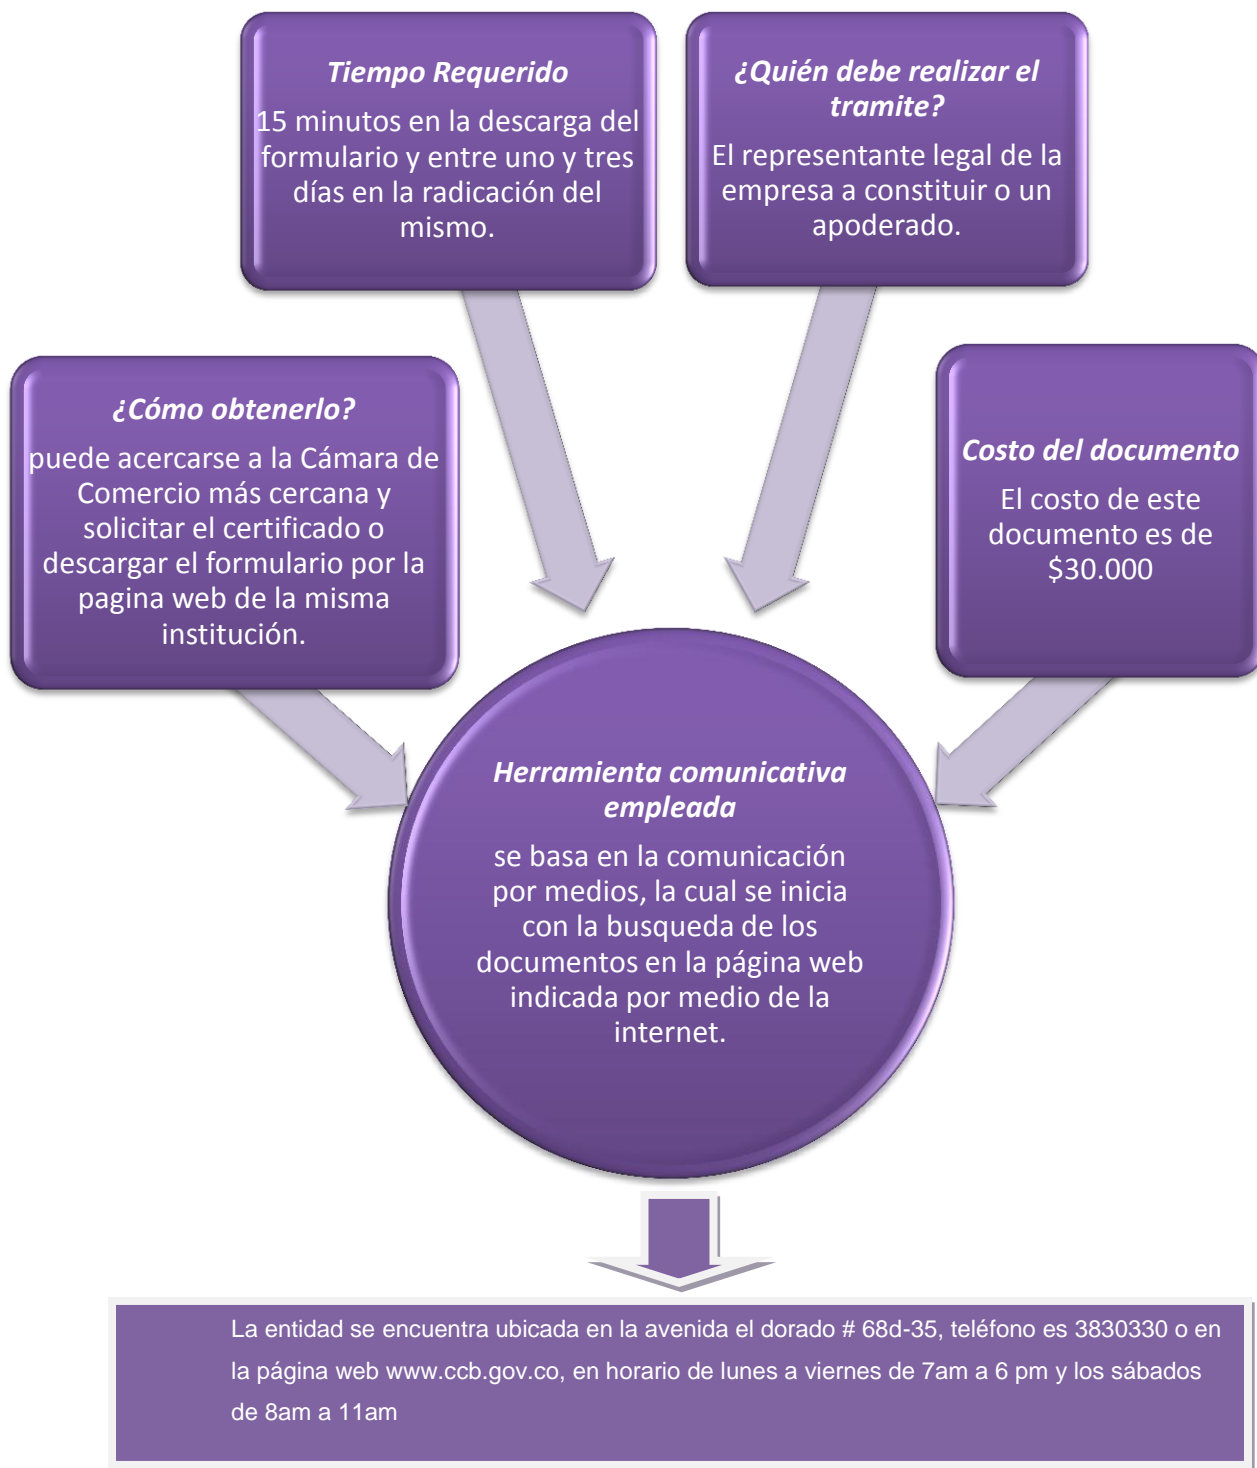 Tiempo Requerido
15 minutos en la descarga del
formulario y entre uno y tres
días en la radicación del
mismo.
¿Quién debe realizar el
tramite?
El representante legal de la
empresa a constituir o un
apoderado.
¿Cómo obtenerlo?
puede acercarse a la Cámara de
Comercio más cercana y
solicitar el certificado o
descargar el formulario por la
pagina web de la misma
institución.
Costo del documento
El costo de este
documento es de
$30.000
Herramienta comunicativa
empleada
se basa en la comunicación
por medios, la cual se inicia
con la busqueda de los
documentos en la página web
indicada por medio de la
internet.
La entidad se encuentra ubicada en la avenida el dorado # 68d-35, teléfono es 3830330 o en
la página web www.ccb.gov.co, en horario de lunes a viernes de 7am a 6 pm y los sábados
de 8am a 11am